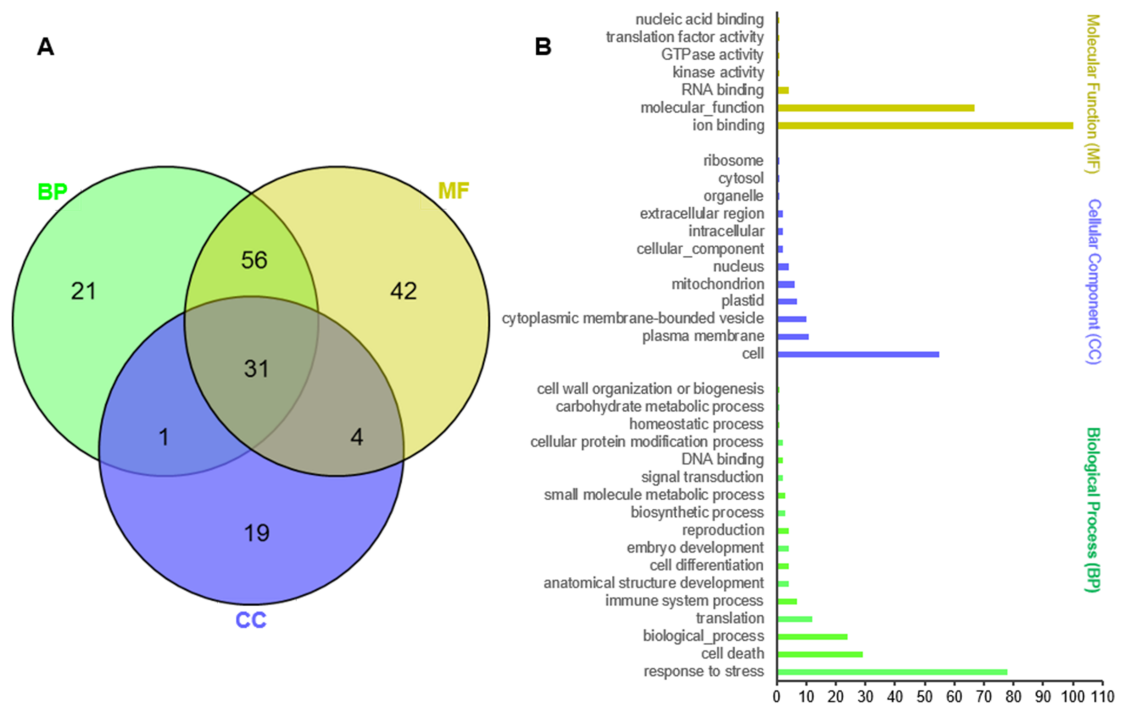 A
BP
MF
21
56
42
31
1
4
19
CC
B
nucleic acid binding
translation factor activity
GTPase activity
kinase activity
RNA binding
molecular_function
ion binding
Molecular Function (MF)
ribosome
cytosol
organelle
extracellular region
intracellular
cellular_component
nucleus
mitochondrion
plastid
cytoplasmic membrane-bounded vesicle
plasma membrane
cell
Cellular Component (CC)
cell wall organization or biogenesis
carbohydrate metabolic process
homeostatic process
cellular protein modification process
DNA binding
signal transduction
small molecule metabolic process
biosynthetic process
reproduction
embryo development
cell differentiation
anatomical structure development
immune system process
translation
biological_process
cell death
response to stress
Biological Process (BP)
0 10 20 30 40 50 60 70 80 90 100 110